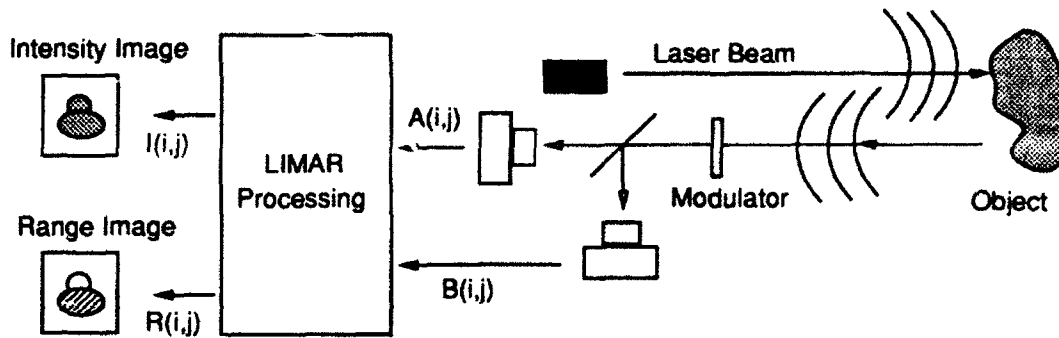 Intensity Image
I(i,j)
Range Image
R(i,j)
LIMAR
Processing
A(i,j)
B(i,j)
Laser Beam
Modulator
Object